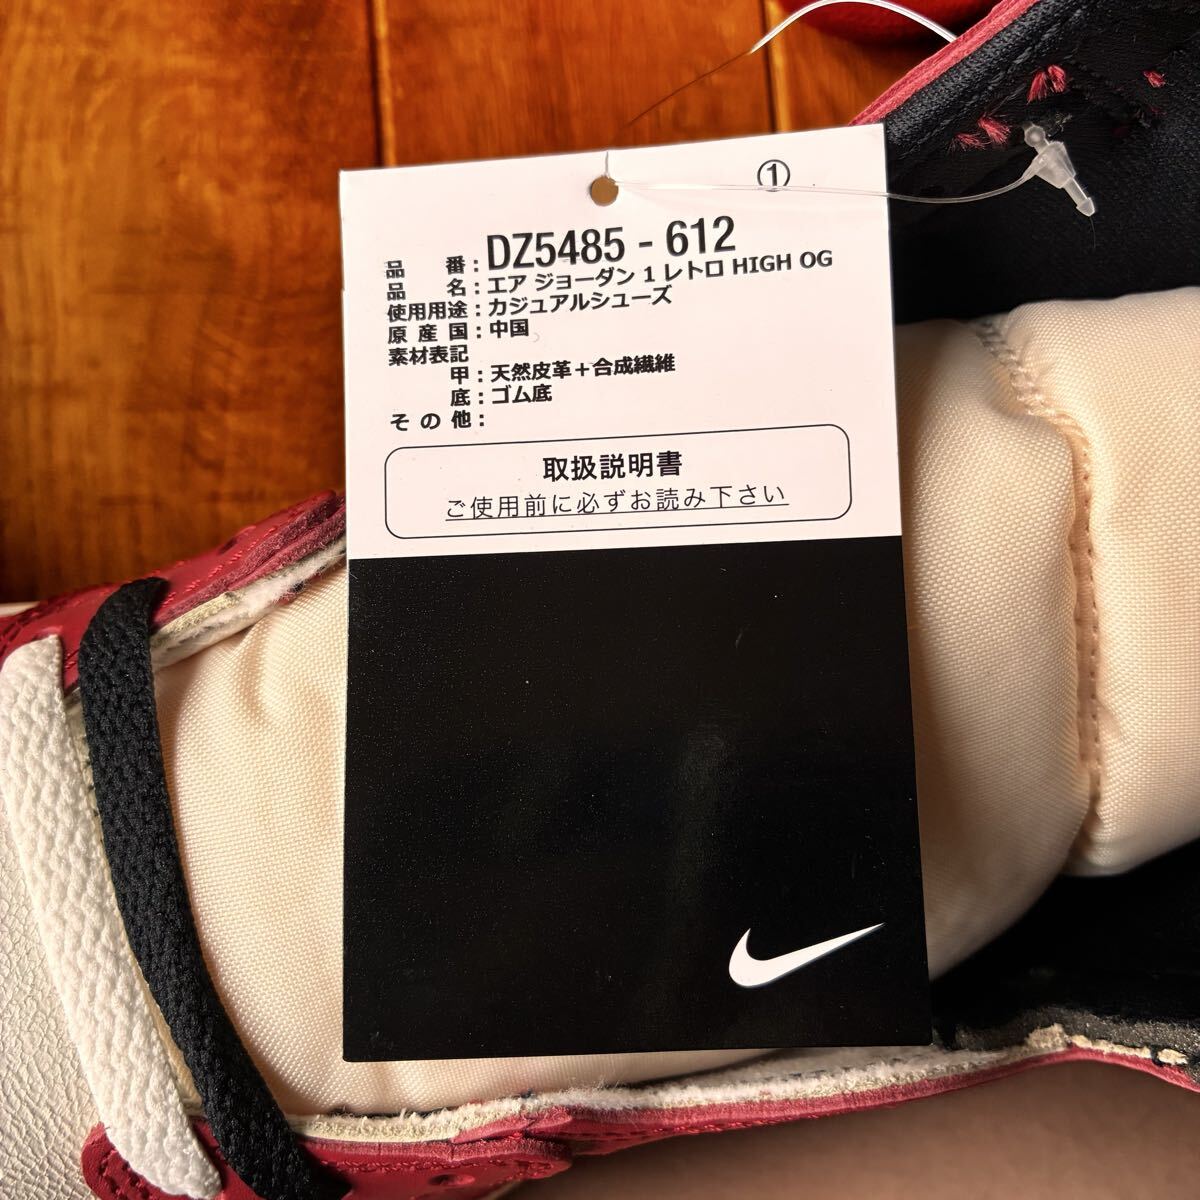 ①
品番：DZ5485 - 612
品名：エア ジョーダン 1 レトロ HIGH OG
使用用途：カジュアルシューズ
原産国：中国
素材表記
甲：天然皮革＋合成繊維
底：ゴム底
その他：
取扱説明書
ご使用前に必ずお読み下さい